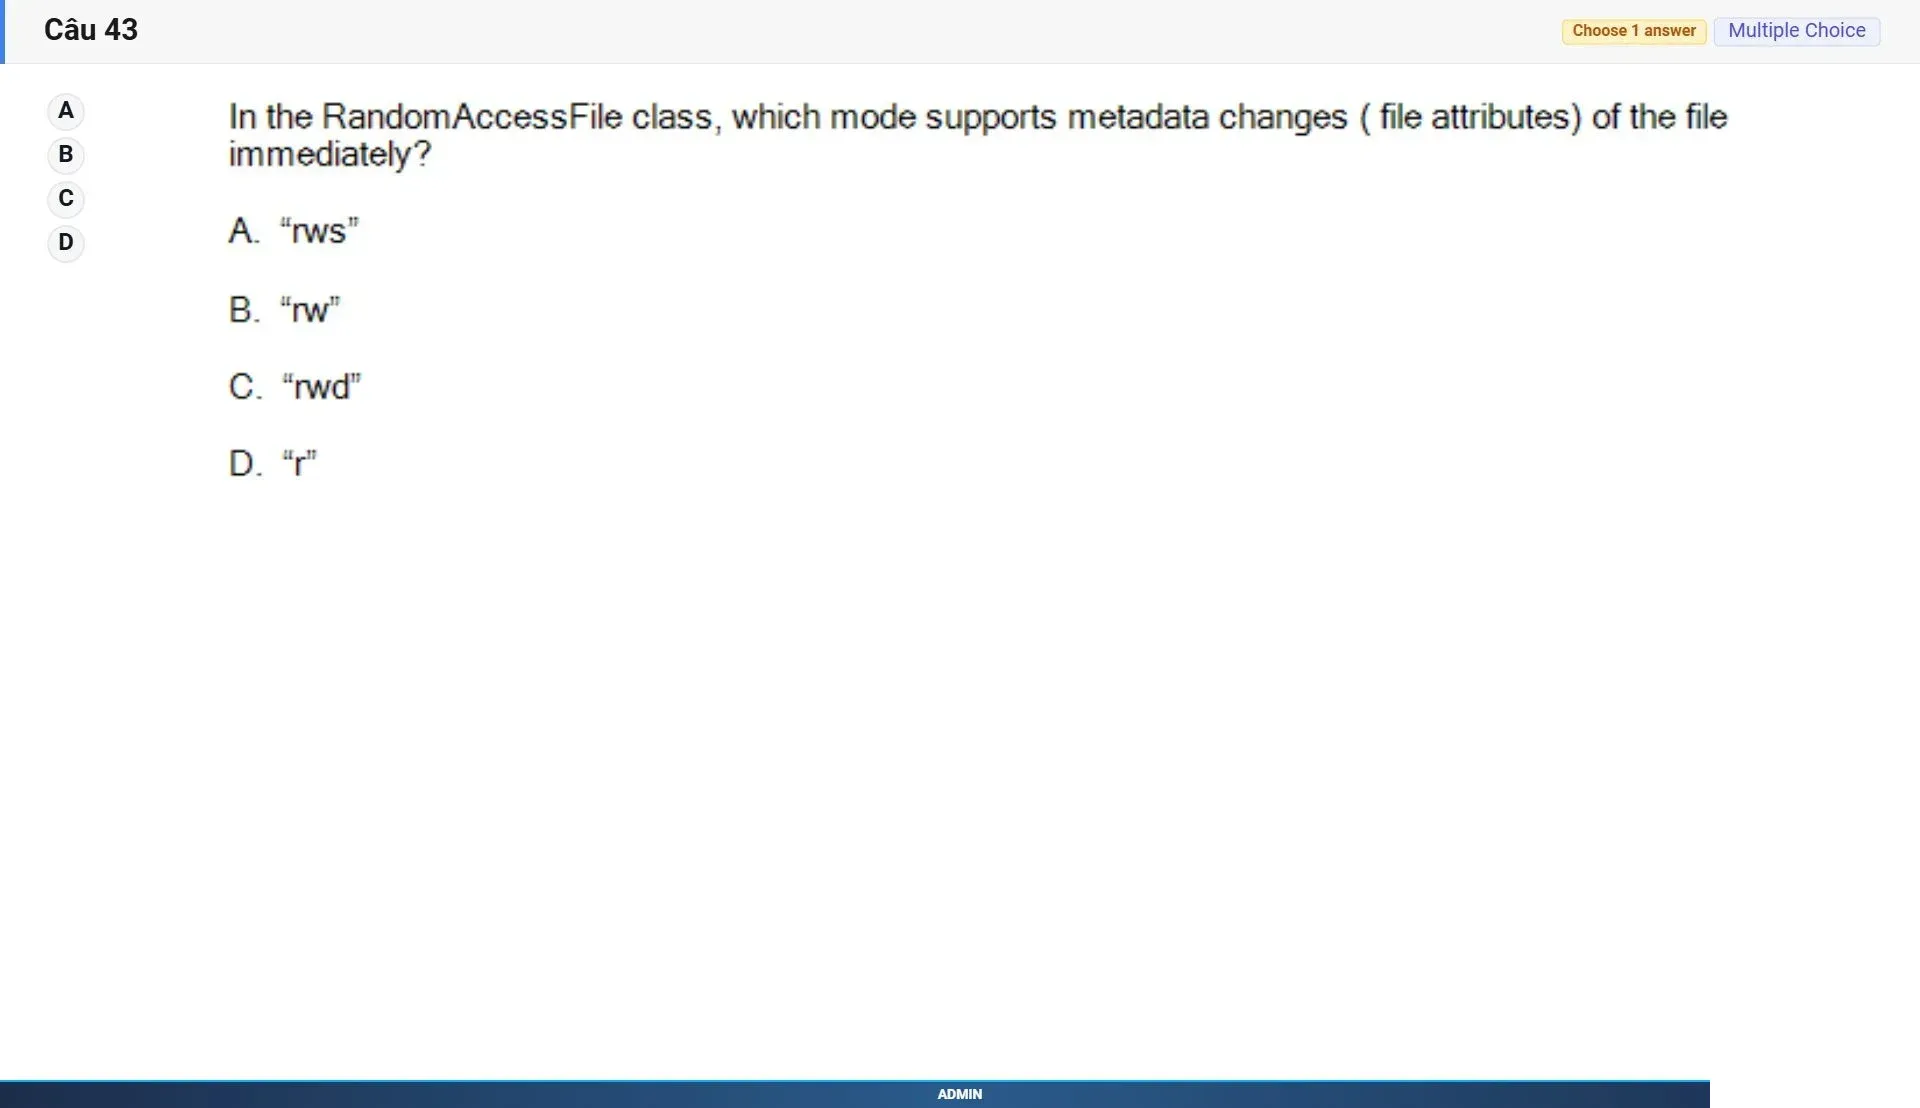 Câu 43
Choose 1 answer
Multiple Choice
A
B
C
D
In the RandomAccessFile class, which mode supports metadata changes ( file attributes) of the file
immediately?
A. “rws”
B. “rw”
C. “rwd”
D. “r”
ADMIN